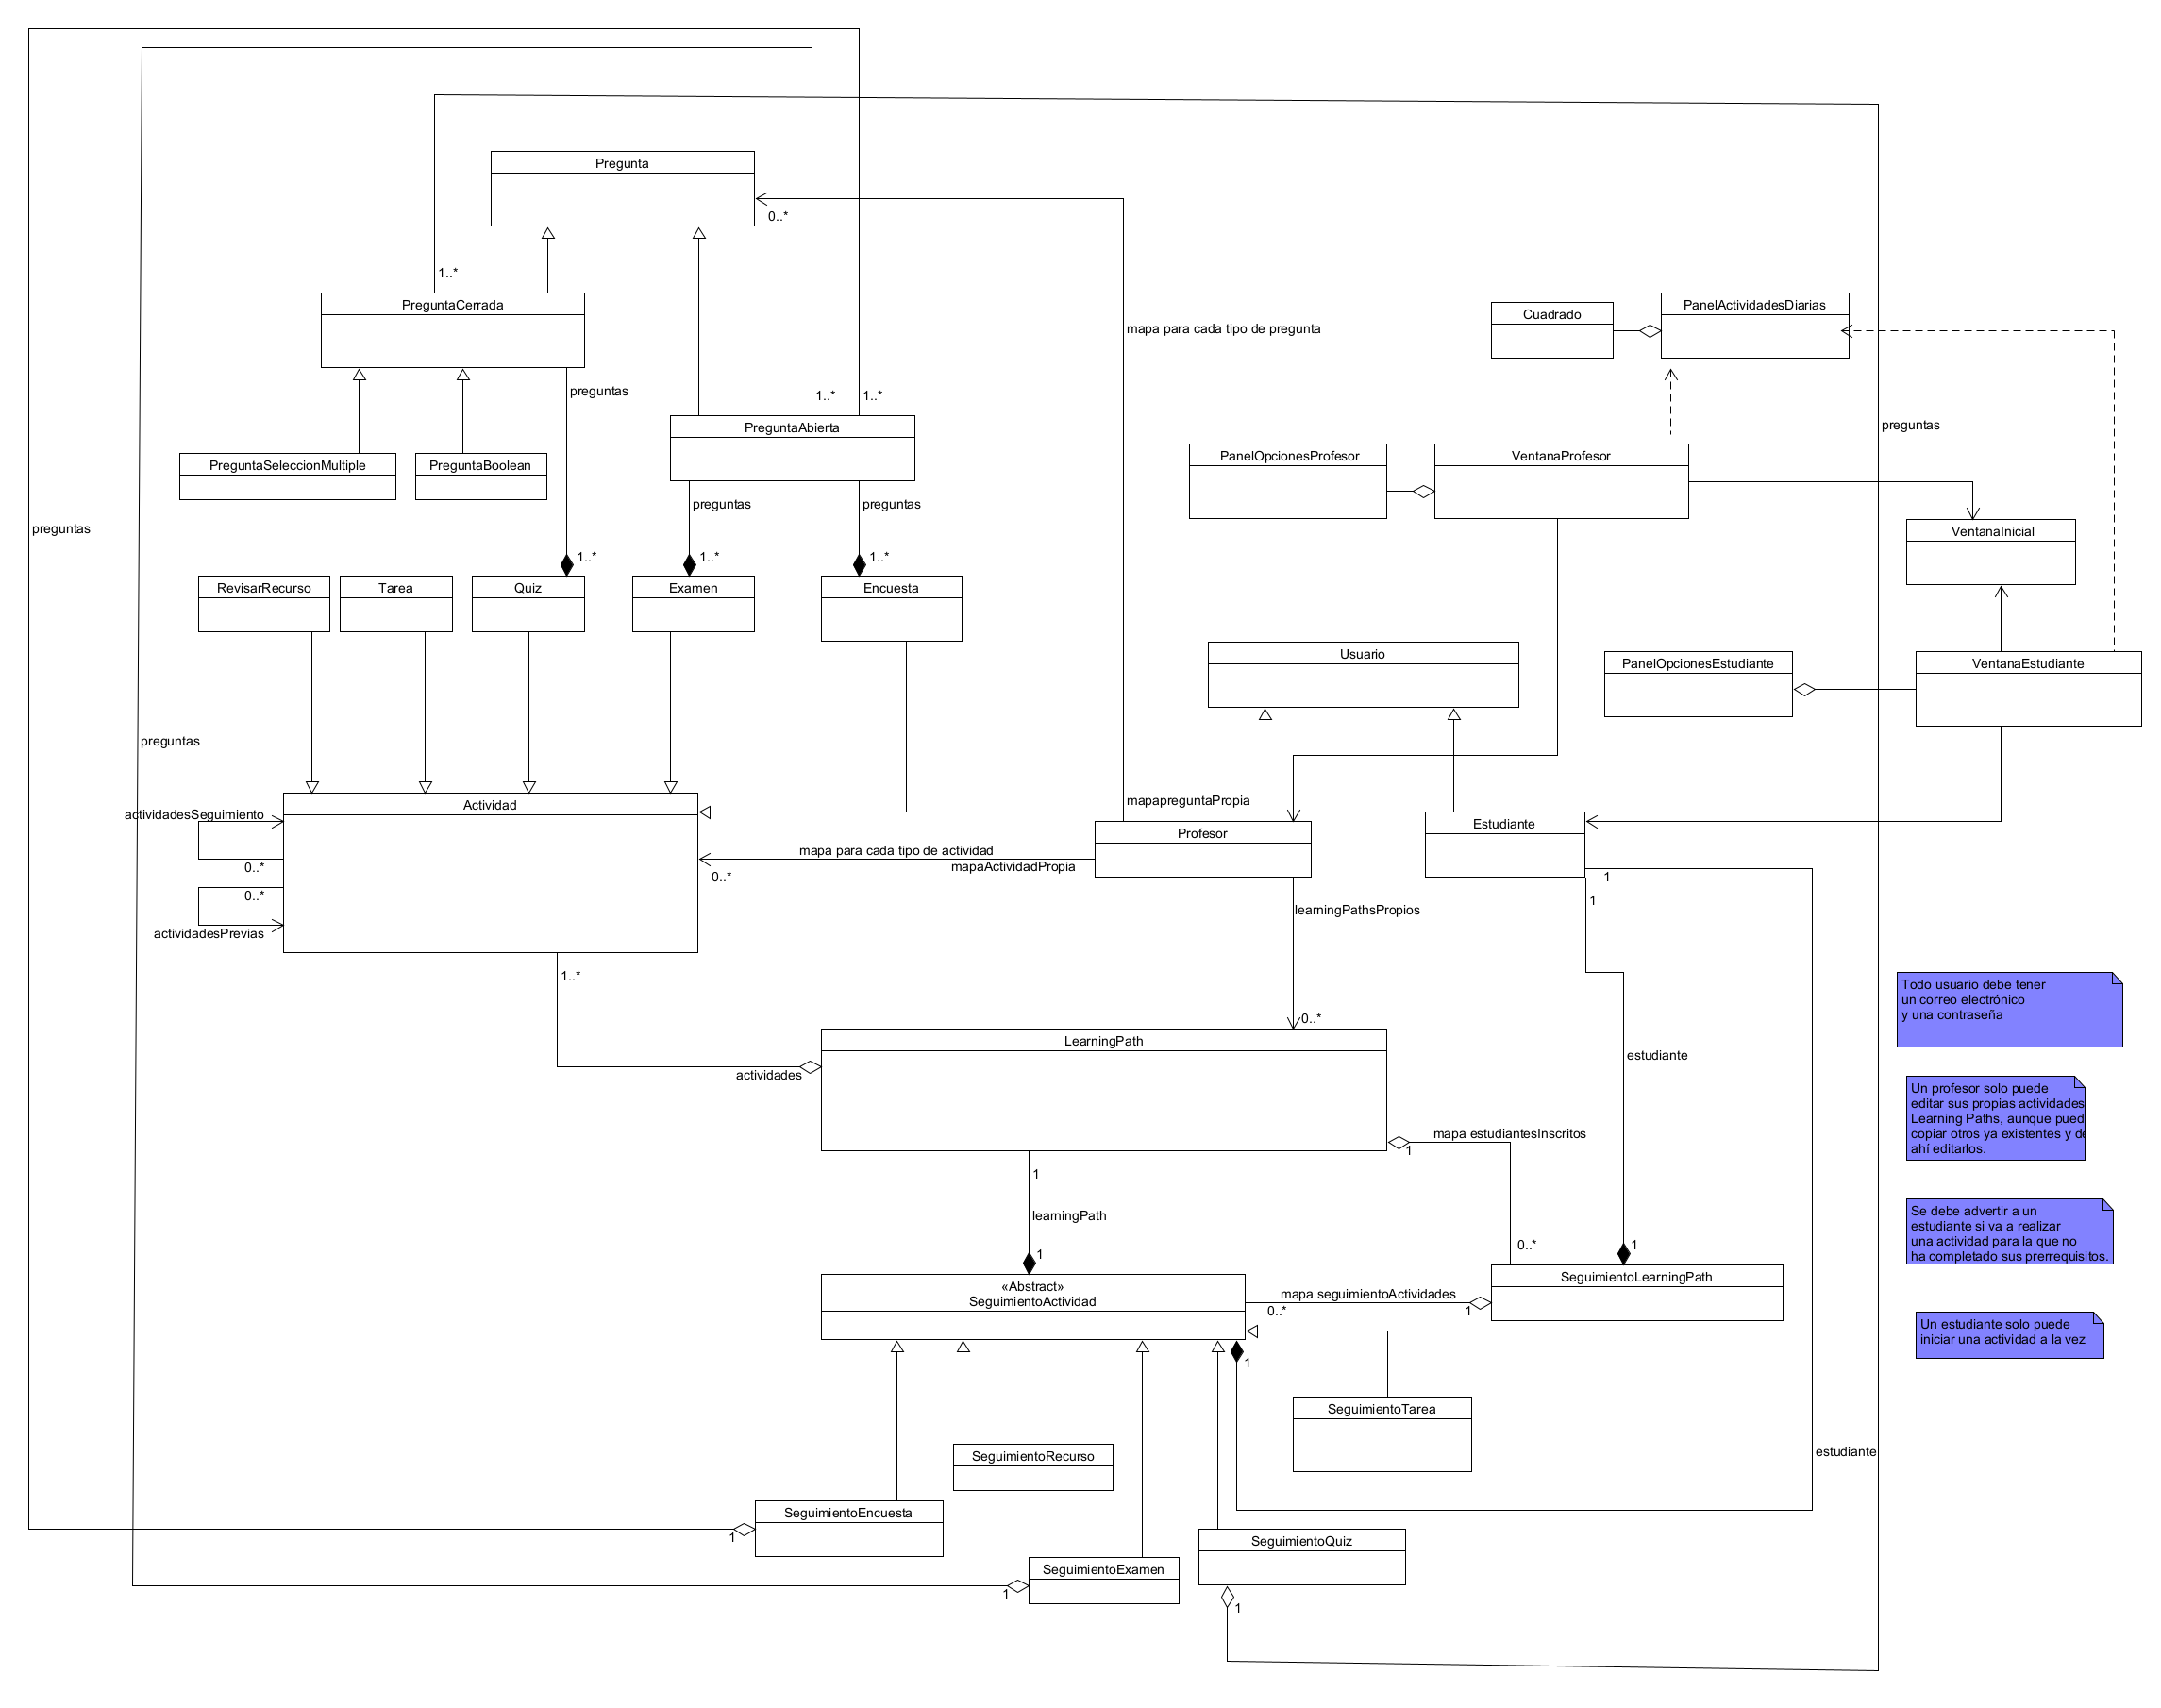 Pregunta
0..*
1..*
PreguntaCerrada
mapa para cada tipo de pregunta
Cuadrado
PanelActividadesDiarias
preguntas
1..*
1..*
preguntas
PreguntaAbierta
PanelOpcionesProfesor
VentanaProfesor
PreguntaSeleccionMultiple
PreguntaBoolean
preguntas
preguntas
preguntas
VentanaInicial
1..*
1..*
1..*
RevisarRecurso
Tarea
Quiz
Examen
Encuesta
Usuario
PanelOpcionesEstudiante
VentanaEstudiante
preguntas
Actividad
actividadesSeguimiento
0..*
0..*
actividadesPrevias
mapapreguntaPropia
Profesor
Estudiante
mapa para cada tipo de actividad
mapaActividadPropia
0..*
1
1
learningPathsPropios
1..*
0..*
LearningPath
actividades
estudiante
Todo usuario debe tener
un correo electrónico
y una contraseña
Un profesor solo puede
editar sus propias actividades
Learning Paths, aunque pued
copiar otros ya existentes y de
ahí editarlos.
mapa estudiantesInscritos
1
1
learningPath
1
0..*
1
Se debe advertir a un
estudiante si va a realizar
una actividad para la que no
ha completado sus prerrequisitos.
«Abstract»
SeguimientoActividad
mapa seguimientoActividades
0..*
1
SeguimientoLearningPath
Un estudiante solo puede
iniciar una actividad a la vez
1
SeguimientoTarea
estudiante
SeguimientoRecurso
SeguimientoEncuesta
1
SeguimientoQuiz
SeguimientoExamen
1
1